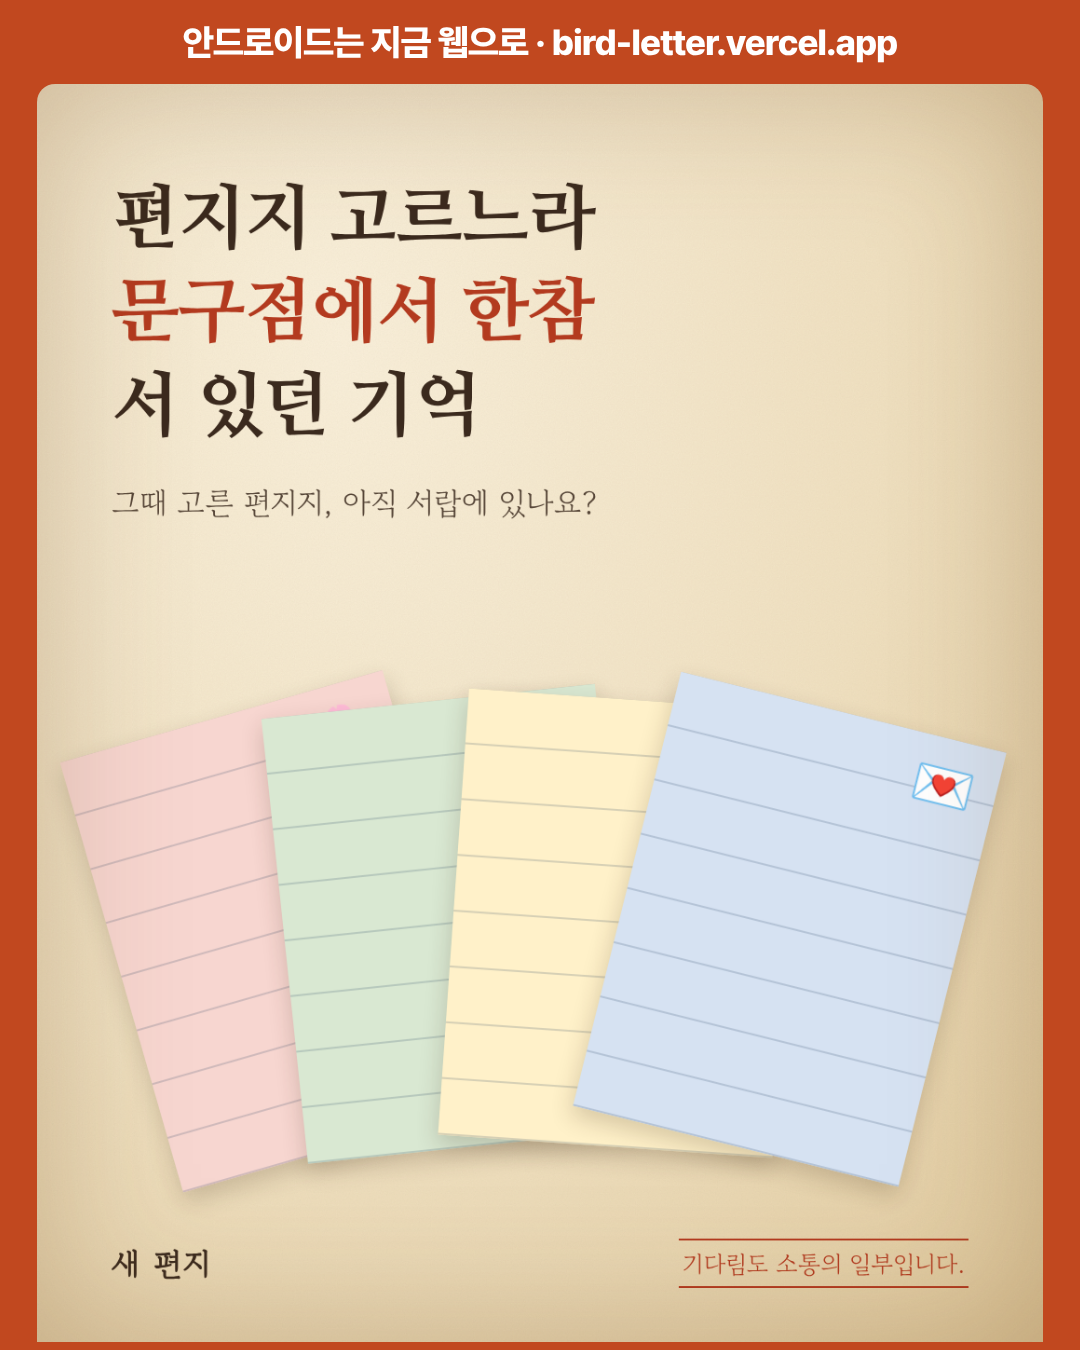 안드로이드는 지금 웹으로 · bird-letter.vercel.app
편지지 고르느라
문구점에서 한참
서 있던 기억
그때 고른 편지지, 아직 서랍에 있나요?
새 편지
기다림도 소통의 일부입니다.